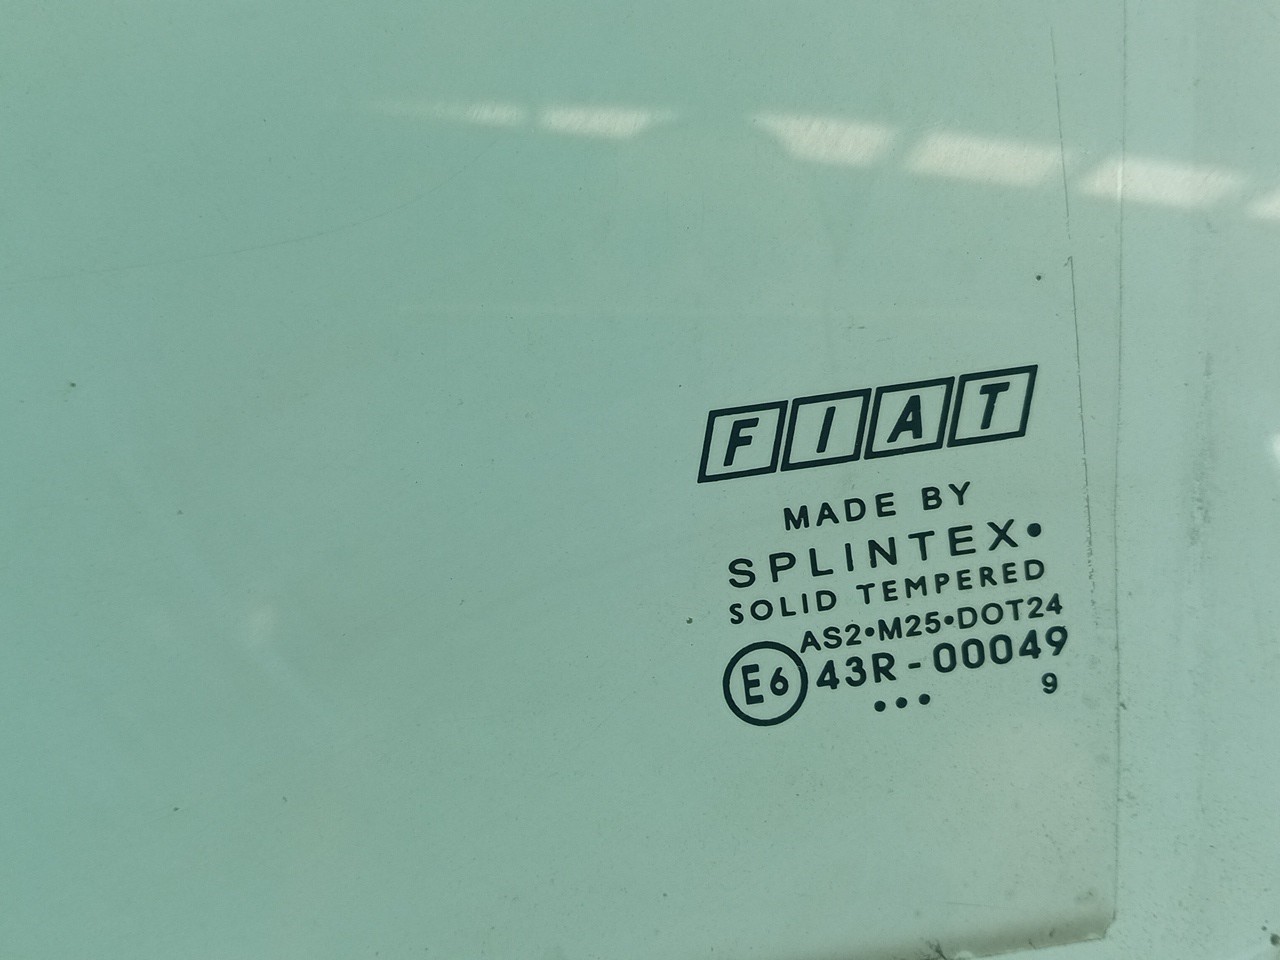 FIAT
MADE BY
SPLINTEX•
SOLID TEMPERED
AS2•M25•DOT24
E6 43R-00049
••• 9